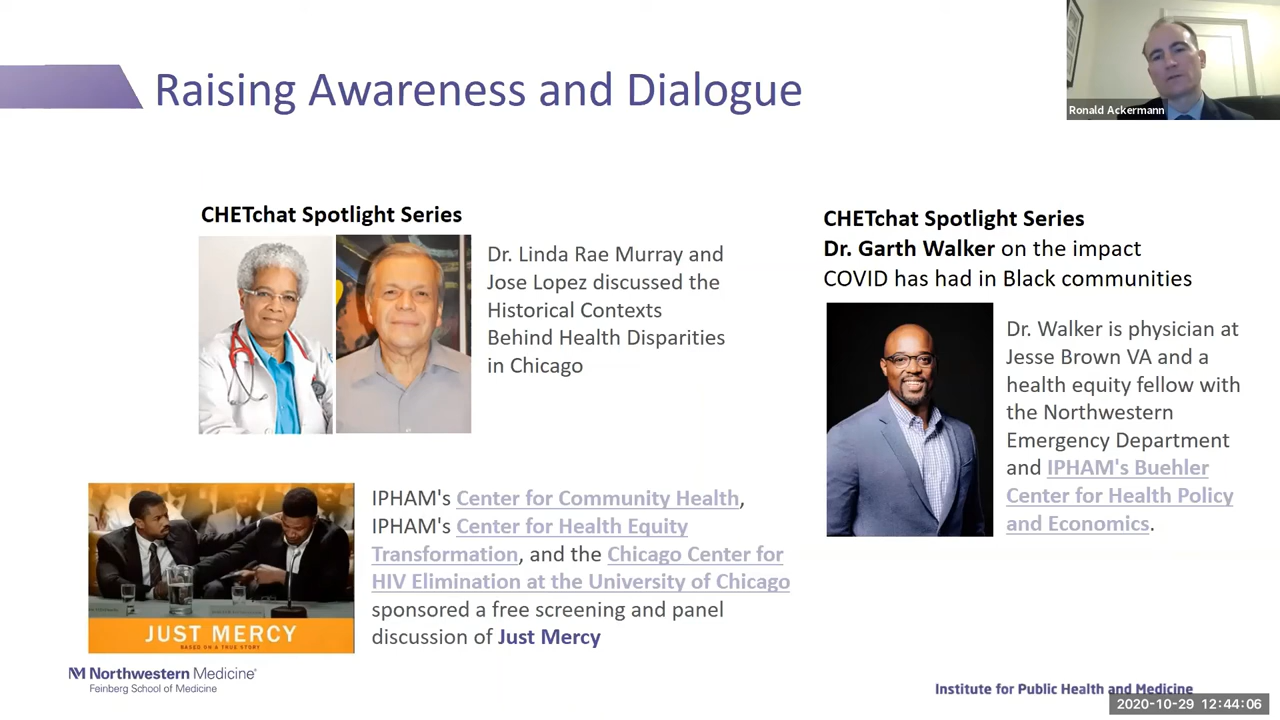 Raising Awareness and Dialogue
Ronald Ackermann
CHETchat Spotlight Series
Dr. Linda Rae Murray and
Jose Lopez discussed the
Historical Contexts
Behind Health Disparities
in Chicago
CHETchat Spotlight Series
Dr. Garth Walker on the impact
COVID has had in Black communities
Dr. Walker is physician at
Jesse Brown VA and a
health equity fellow with
the Northwestern
Emergency Department
and IPHAM's Buehler
Center for Health Policy
and Economics.
JUST MERCY
BASED ON A TRUE STORY
IPHAM's Center for Community Health,
IPHAM's Center for Health Equity
Transformation, and the Chicago Center for
HIV Elimination at the University of Chicago
sponsored a free screening and panel
discussion of Just Mercy
NM Northwestern Medicine
Feinberg School of Medicine
Institute for Public Health and Medicine
2020-10-29 12:44:06